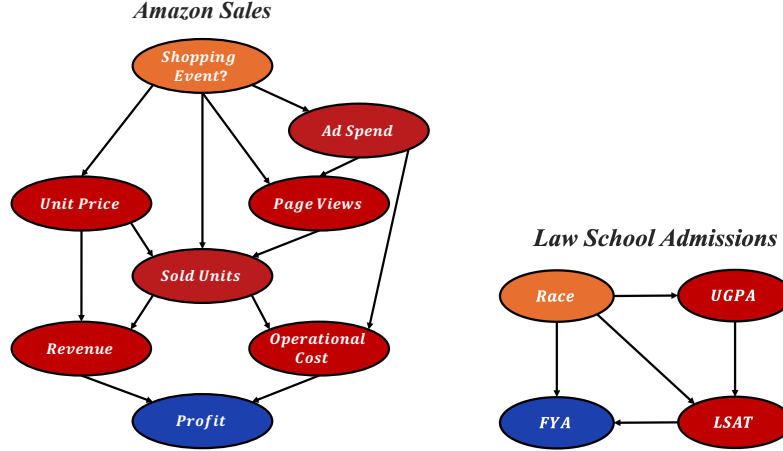 Amazon Sales
Shopping
Event?
Ad Spend
Unit Price
Page Views
Sold Units
Revenue
Operational
Cost
Profit
Law School Admissions
Race
UGPA
FYA
LSAT